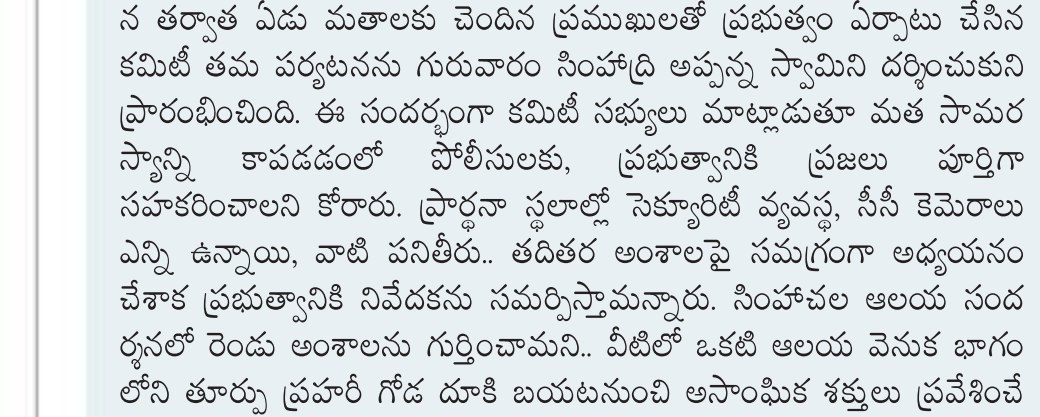 న తర్వాత ఏడు మతాలకు చెందిన ప్రముఖులతో ప్రభుత్వం ఏర్పాటు చేసిన
కమిటీ తమ పర్యటనను గురువారం సింహాద్రి అప్పన్న స్వామిని దర్శించుకుని
ప్రారంభించింది. ఈ సందర్భంగా కమిటీ సభ్యులు మాట్లాడుతూ మత సామర
స్యాన్ని కాపడడంలో పోలీసులకు, ప్రభుత్వానికి ప్రజలు పూర్తిగా
సహకరించాలని కోరారు. ప్రార్థనా స్థలాల్లో సెక్యూరిటీ వ్యవస్థ, సీసీ కెమెరాలు
ఎన్ని ఉన్నాయి, వాటి పనితీరు.. తదితర అంశాలపై సమగ్రంగా అధ్యయనం
చేశాక ప్రభుత్వానికి నివేదకను సమర్పిస్తామన్నారు. సింహాచల ఆలయ సంద
ర్శనలో రెండు అంశాలను గుర్తించామని.. వీటిలో ఒకటి ఆలయ వెనుక భాగం
లోని తూర్పు ప్రహరీ గోడ దూకి బయటనుంచి అసాంఘిక శక్తులు ప్రవేశించే